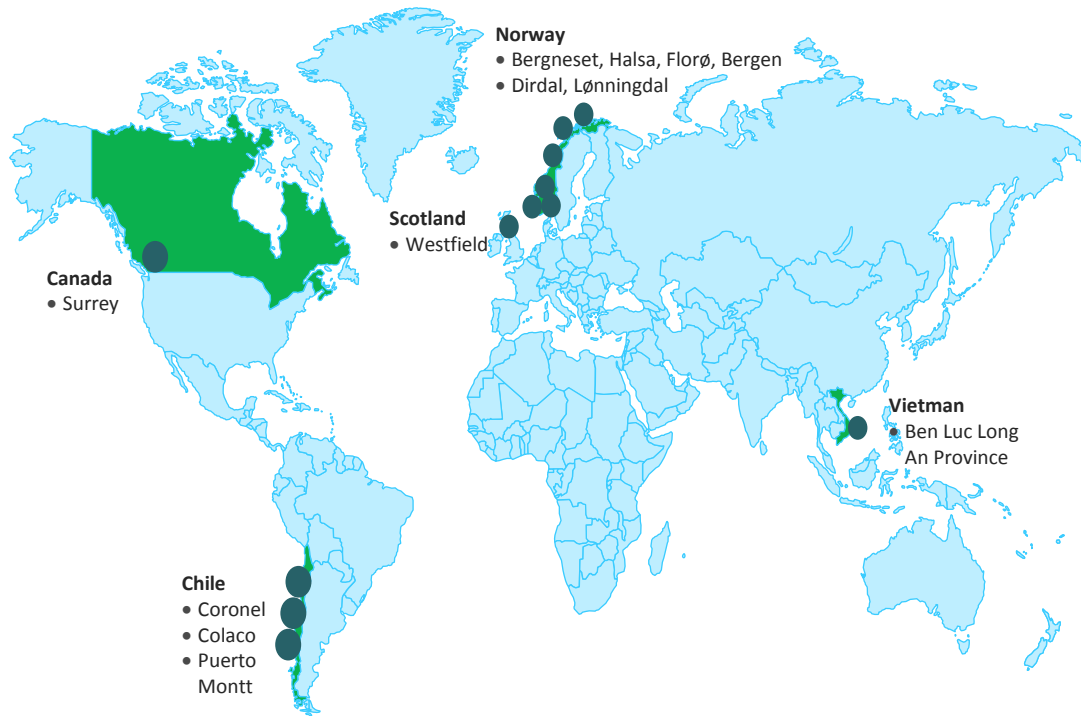 Norway
• Bergneset, Halsa, Florø, Bergen
• Dirdal, Lønningdal
Scotland
• Westfield
Canada
• Surrey
Vietman
• Ben Luc Long
An Province
Chile
• Coronel
• Colaco
• Puerto
Montt